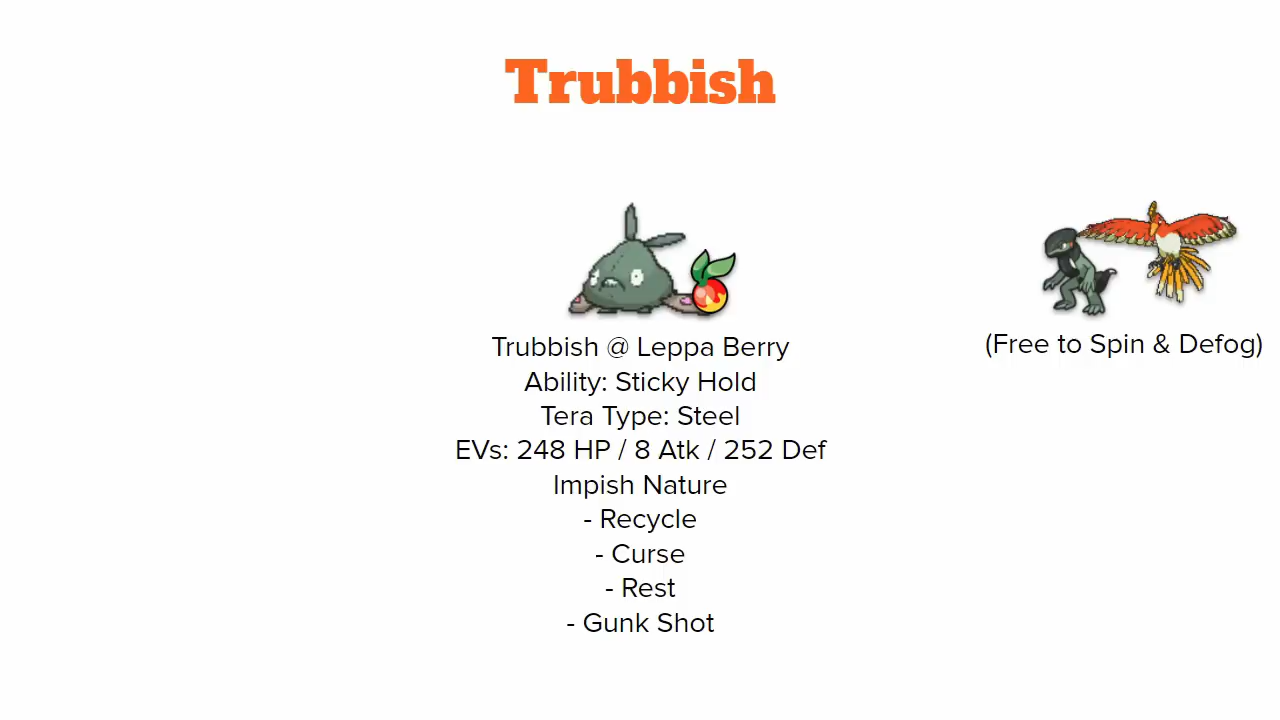 Trubbish
Trubbish @ Leppa Berry
Ability: Sticky Hold
Tera Type: Steel
EVs: 248 HP / 8 Atk / 252 Def
Impish Nature
- Recycle
- Curse
- Rest
- Gunk Shot
(Free to Spin & Defog)